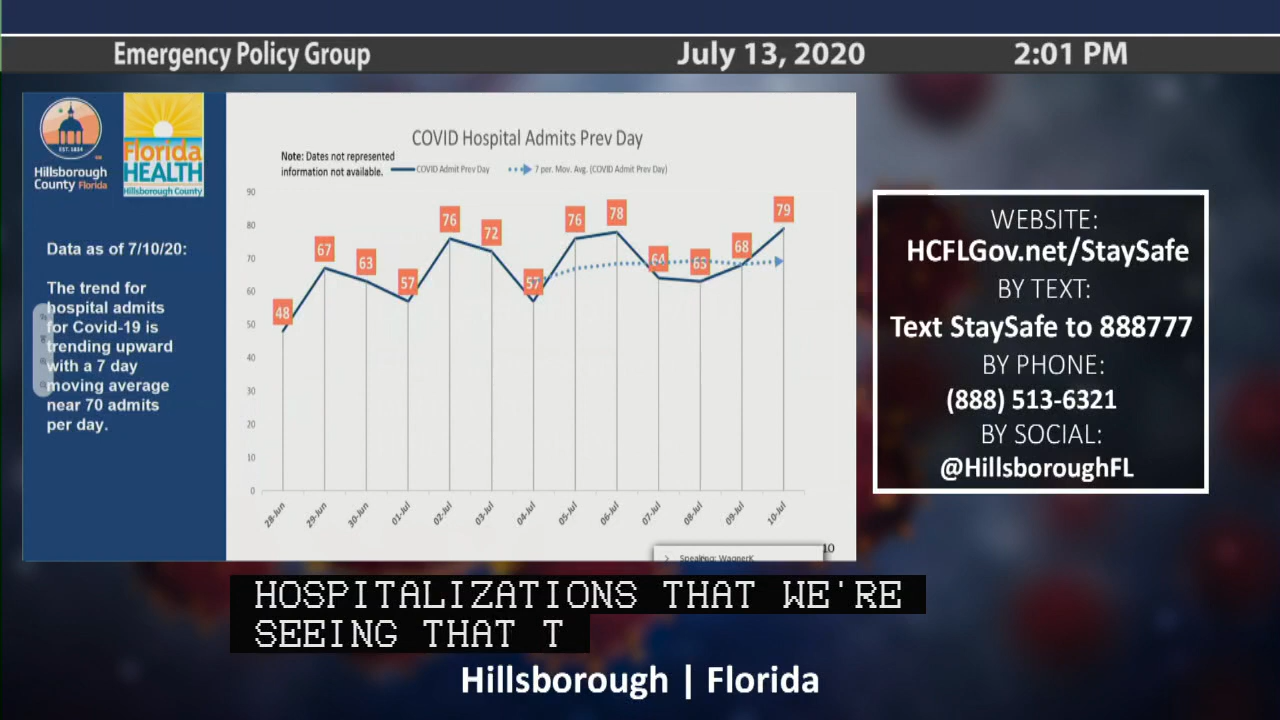 Emergency Policy Group July 13, 2020 2:01 PM
EST. 1834
Hillsborough
County Florida
Florida
HEALTH
Hillsborough County
Data as of 7/10/20:
The trend for
hospital admits
for Covid-19 is
trending upward
with a 7 day
moving average
near 70 admits
per day.
COVID Hospital Admits Prev Day
Note: Dates not represented
information not available.
COVID Admit Prev Day
7 per. Mov. Avg. (COVID Admit Prev Day)
90
80
70
60
50
40
30
20
10
0
48
67
63
57
76
72
57
76
78
64
63
68
79
28-Jun
29-Jun
30-Jun
01-Jul
02-Jul
03-Jul
04-Jul
05-Jul
06-Jul
07-Jul
08-Jul
09-Jul
10-Jul
10
Speaking: WagnerK
WEBSITE:
HCFLGov.net/StaySafe
BY TEXT:
Text StaySafe to 888777
BY PHONE:
(888) 513-6321
BY SOCIAL:
@HillsboroughFL
HOSPITALIZATIONS THAT WE'RE
SEEING THAT T
Hillsborough | Florida